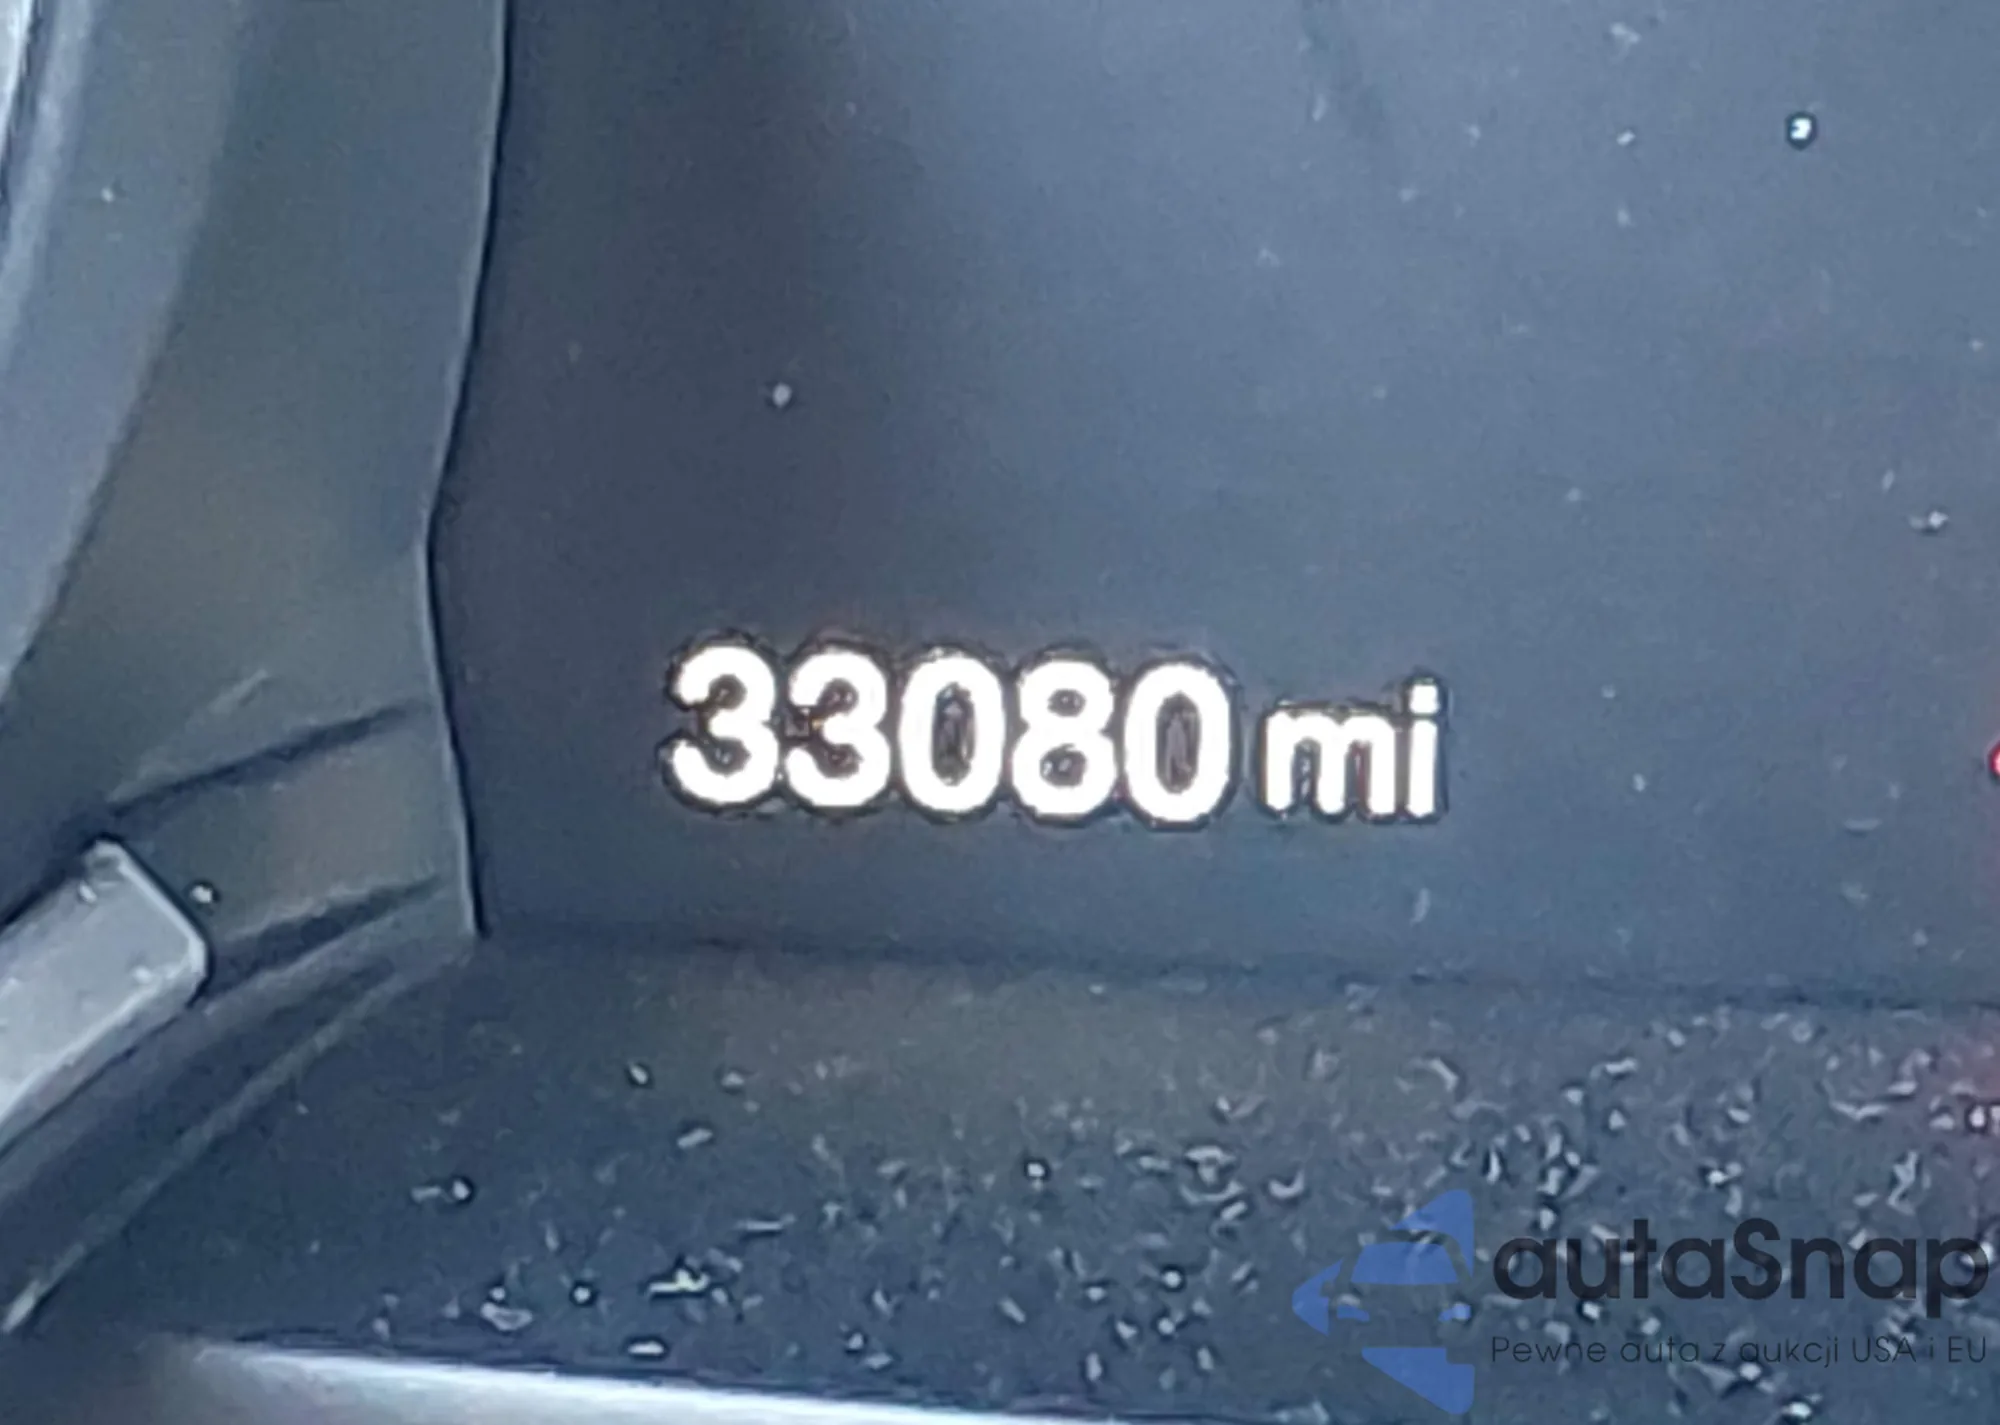 33080 mi
autaSnap
Pewne auta z aukcji USA i EU